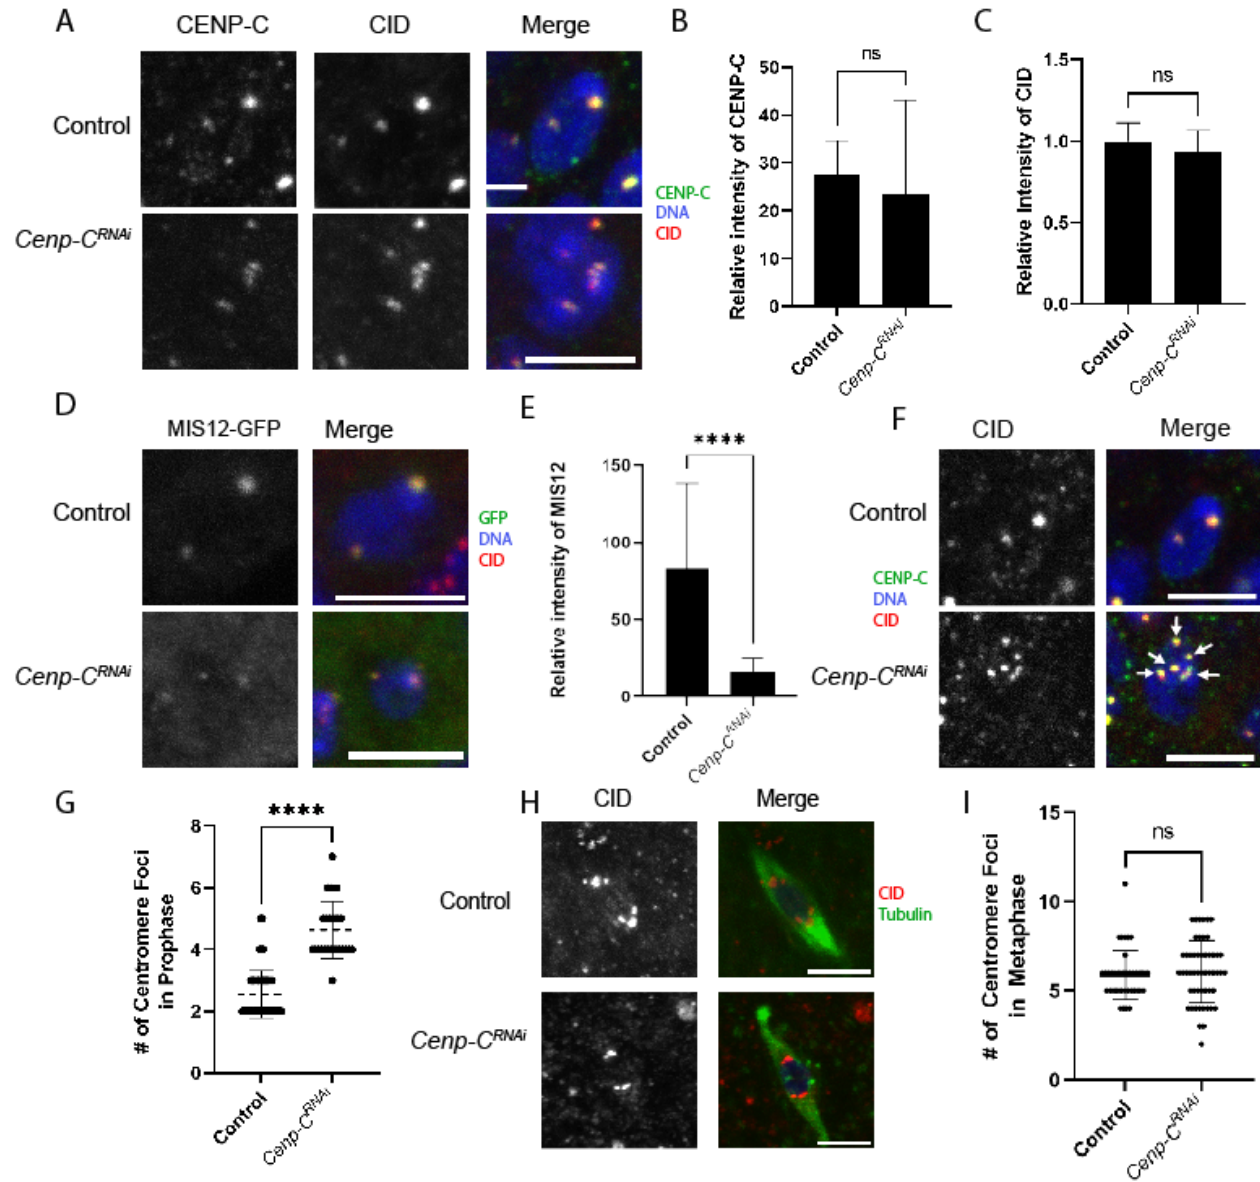 A
CENP-C
CID
Merge
Control
Cenp-C^RNAi
CENP-C
DNA
CID
B
Relative intensity of CENP-C
50
40
30
20
10
0
ns
Control
Cenp-C^RNAi
C
Relative Intensity of CID
1.5
1.0
0.5
0.0
ns
Control
Cenp-C^RNAi
D
MIS12-GFP
Merge
Control
Cenp-C^RNAi
GFP
DNA
CID
E
Relative intensity of MIS12
150
100
50
0
****
Control
Cenp-C^RNAi
F
CID
Merge
Control
CENP-C
DNA
CID
Cenp-C^RNAi
G
# of Centromere Foci
in Prophase
8
6
4
2
0
****
Control
Cenp-C^RNAi
H
CID
Merge
Control
Cenp-C^RNAi
CID
Tubulin
I
# of Centromere Foci
in Metaphase
15
10
5
0
ns
Control
Cenp-C^RNAi